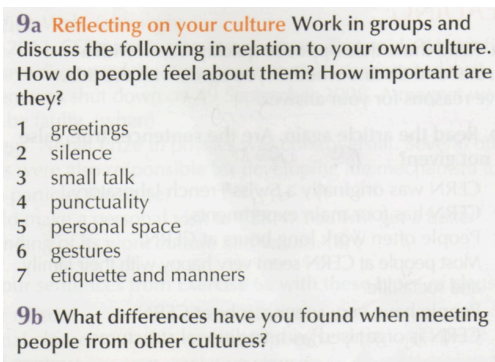 9a Reflecting on your culture Work in groups and
discuss the following in relation to your own culture.
How do people feel about them? How important are
they?
1 greetings
2 silence
3 small talk
4 punctuality
5 personal space
6 gestures
7 etiquette and manners
9b What differences have you found when meeting
people from other cultures?